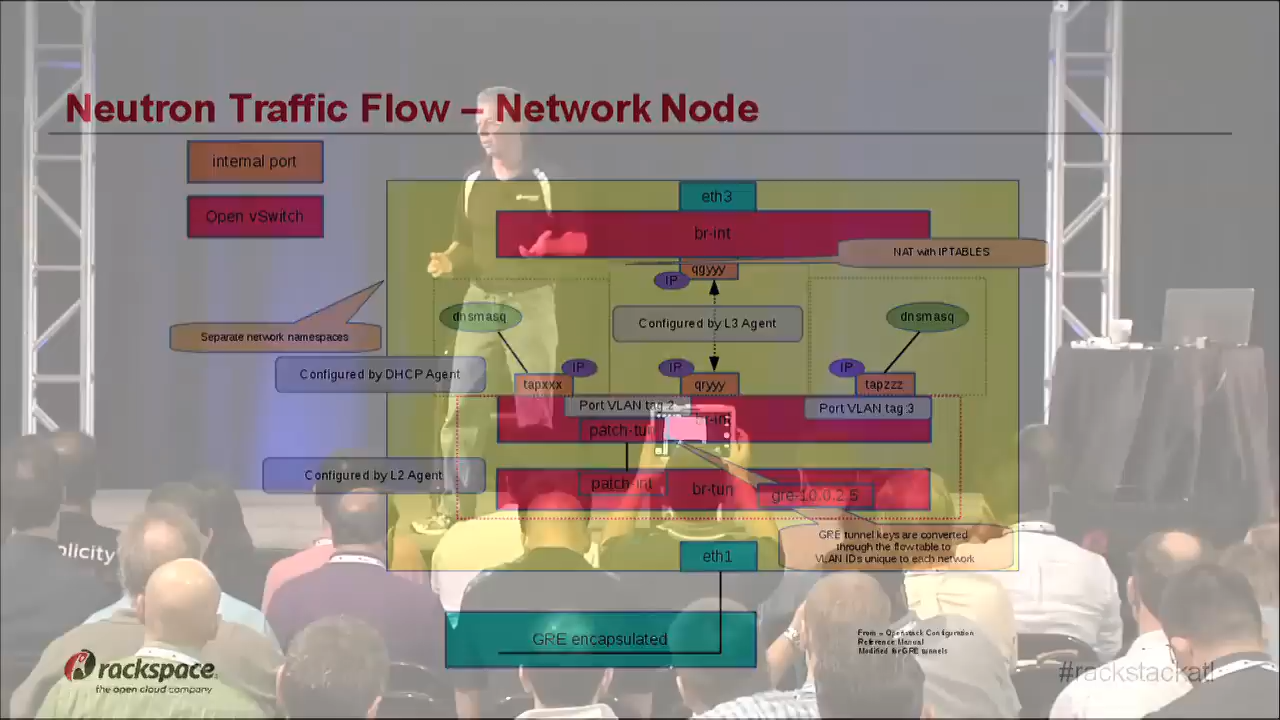 Neutron Traffic Flow – Network Node
internal port
Open vSwitch
eth3
br-int
NAT with IPTABLES
qgyyy
IP
dnsmasq
Configured by L3 Agent
dnsmasq
Separate network namespaces
IP
IP
IP
Configured by DHCP Agent
tapxxx
qryyy
tapzzz
Port VLAN tag:2
Port VLAN tag:3
patch-tun
br-int
Configured by L2 Agent
patch-int
br-tun
gre-10.0.2.5
GRE tunnel keys are converted
through the flow table to
VLAN IDs unique to each network
plicity
eth1
GRE encapsulated
From – Openstack Configuration
Reference Manual
Modified for GRE tunnels
rackspace
the open cloud company
#rackstackatl